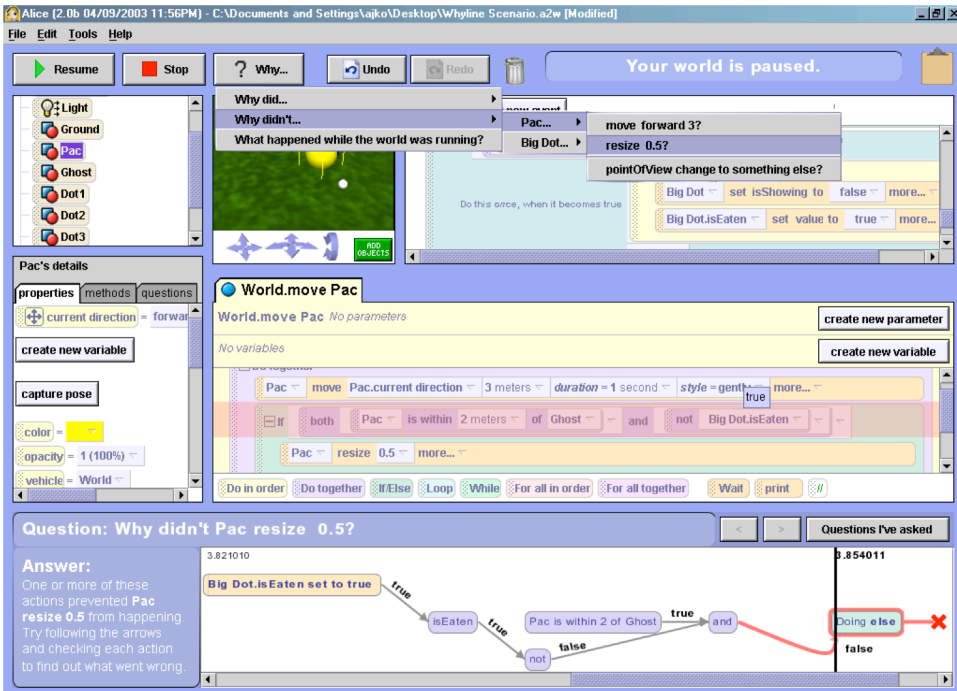 Alice (2.0b 04/09/2003 11:56PM) - C:\Documents and Settings\ajko\Desktop\Whyline Scenario.a2w [Modified]
File Edit Tools Help
Resume
Stop
? Why...
Undo
Redo
Your world is paused.
Why did...
Why didn't...
What happened while the world was running?
Pac...
Big Dot...
move forward 3?
resize 0.5?
pointOfView change to something else?
Light
Ground
Pac
Ghost
Dot1
Dot2
Dot3
ADD
OBJECTS
new event
Do this once, when it becomes true
Big Dot set isShowing to false more...
Big Dot.isEaten set value to true more...
Pac's details
properties methods questions
current direction = forwar
create new variable
capture pose
color =
opacity = 1 (100%)
vehicle = World
World.move Pac
World.move Pac No parameters
create new parameter
No variables
create new variable
Do together
Pac move Pac.current direction 3 meters duration = 1 second style = gently more...
true
If both Pac is within 2 meters of Ghost and not Big Dot.isEaten
Pac resize 0.5 more...
Do in order Do together If/Else Loop While For all in order For all together Wait print //
Question: Why didn't Pac resize 0.5?
< > Questions I've asked
Answer:
One or more of these
actions prevented Pac
resize 0.5 from happening.
Try following the arrows
and checking each action
to find out what went wrong.
3.821010
3.854011
Big Dot.isEaten set to true
true
isEaten
true
not
false
Pac is within 2 of Ghost
true
and
Doing else
false